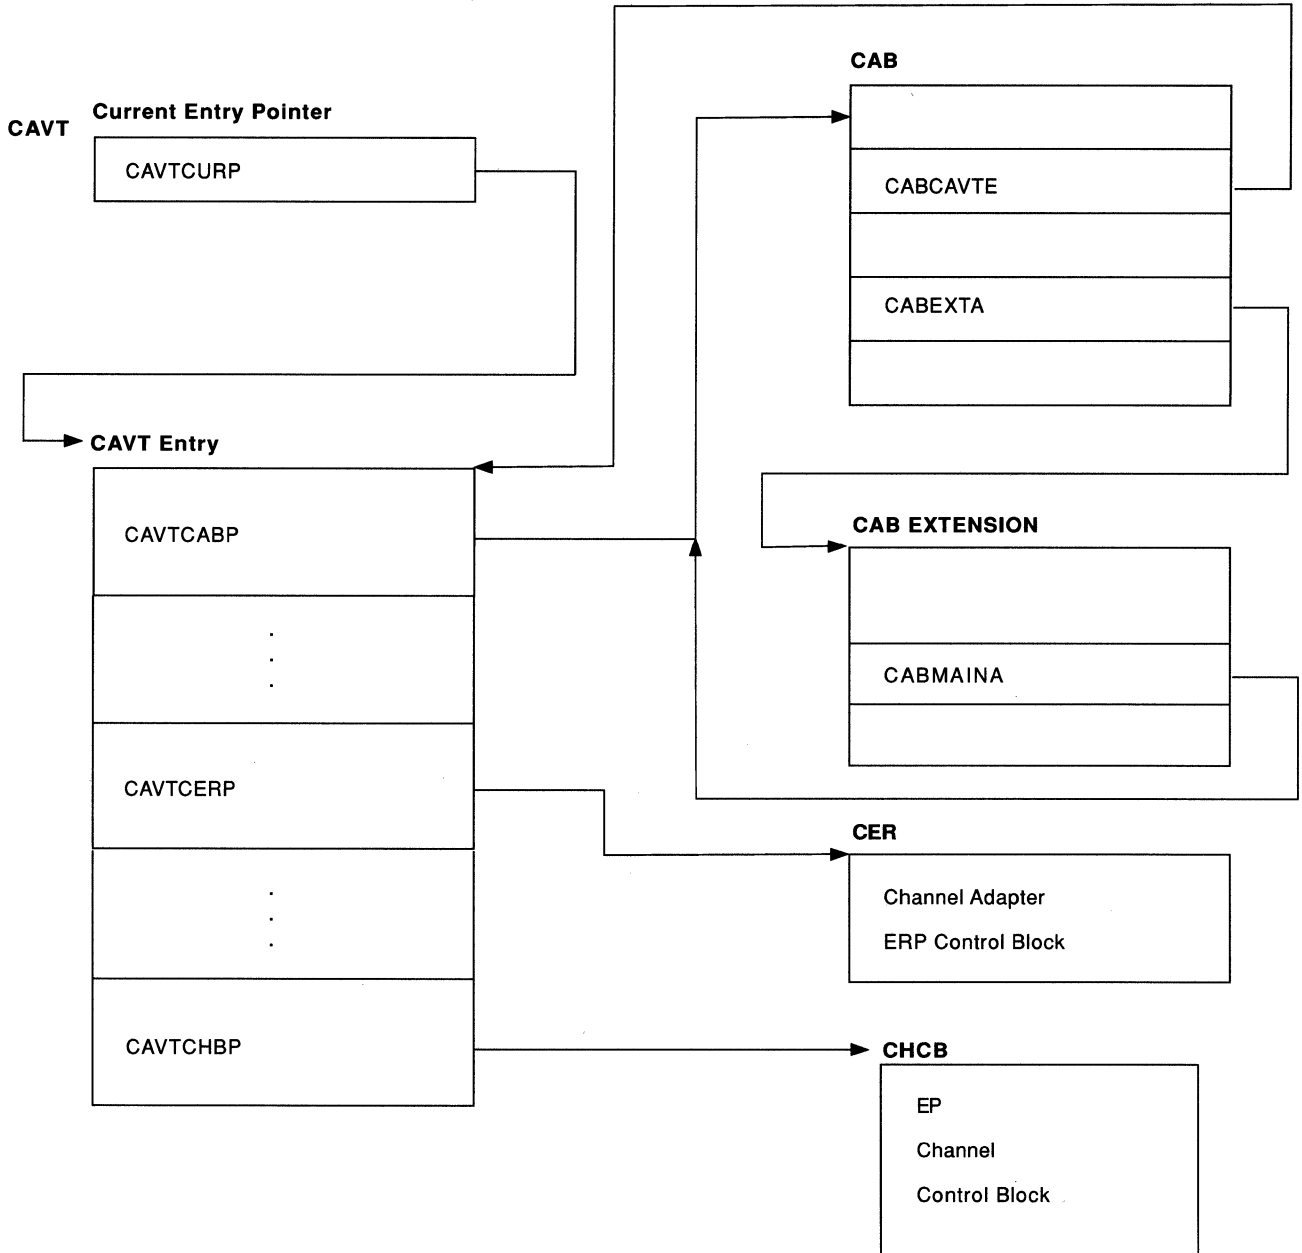 CAVT
Current Entry Pointer
CAVTCURP
CAVT Entry
CAVTCABP
.
.
.
CAVTCERP
.
.
.
CAVTCHBP
CAB
CABCAVTE
CABEXTA
CAB EXTENSION
CABMAINA
CER
Channel Adapter
ERP Control Block
CHCB
EP
Channel
Control Block